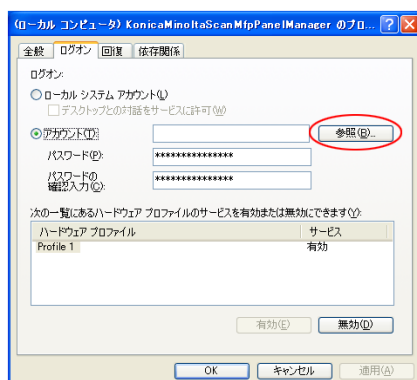 (ローカル コンピュータ) KonicaMinoltaScanMfpPanelManager のプロ...
全般 ログオン 回復 依存関係
ログオン:
ローカル システム アカウント(L)
デスクトップとの対話をサービスに許可(W)
アカウント(T):
参照(B)...
パスワード(P):
***************
パスワードの
確認入力(C):
***************
次の一覧にあるハードウェア プロファイルのサービスを有効または無効にできます(Y):
ハードウェア プロファイル サービス
Profile 1 有効
有効(E) 無効(D)
OK キャンセル 適用(A)